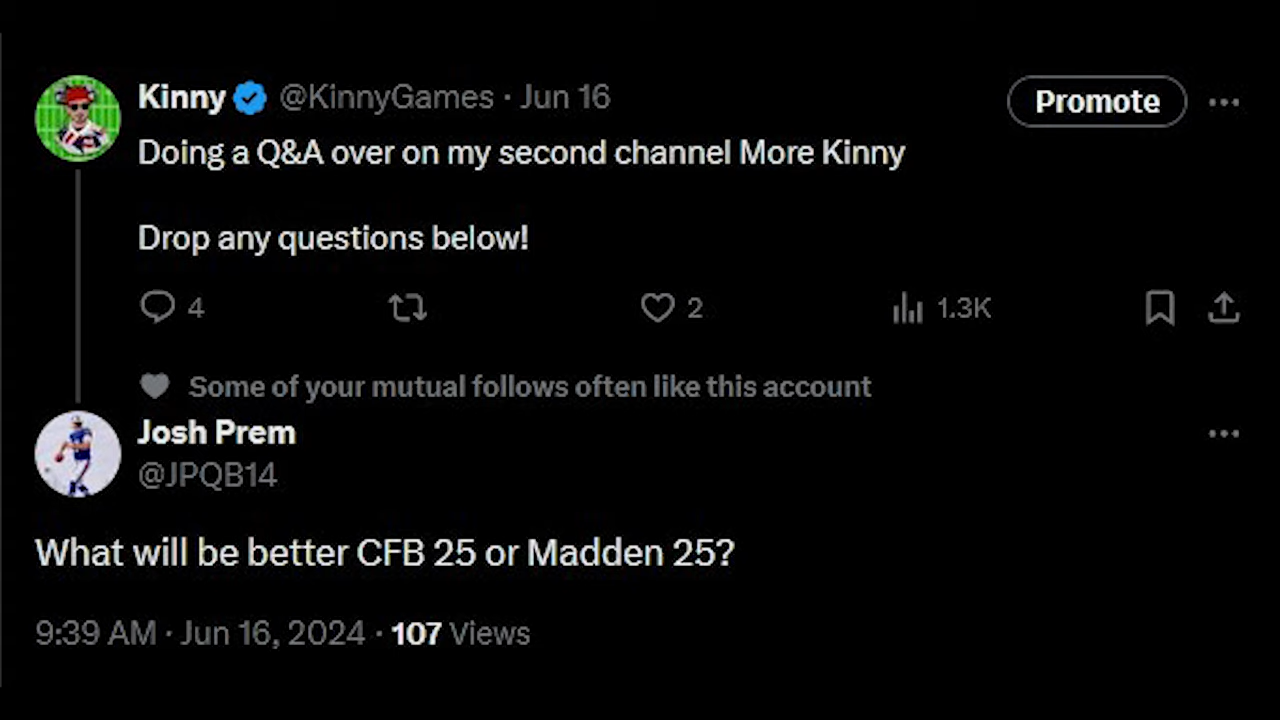 Kinny @KinnyGames · Jun 16
Promote
Doing a Q&A over on my second channel More Kinny
Drop any questions below!
4 2 1.3K
Some of your mutual follows often like this account
Josh Prem
@JPQB14
What will be better CFB 25 or Madden 25?
9:39 AM · Jun 16, 2024 · 107 Views